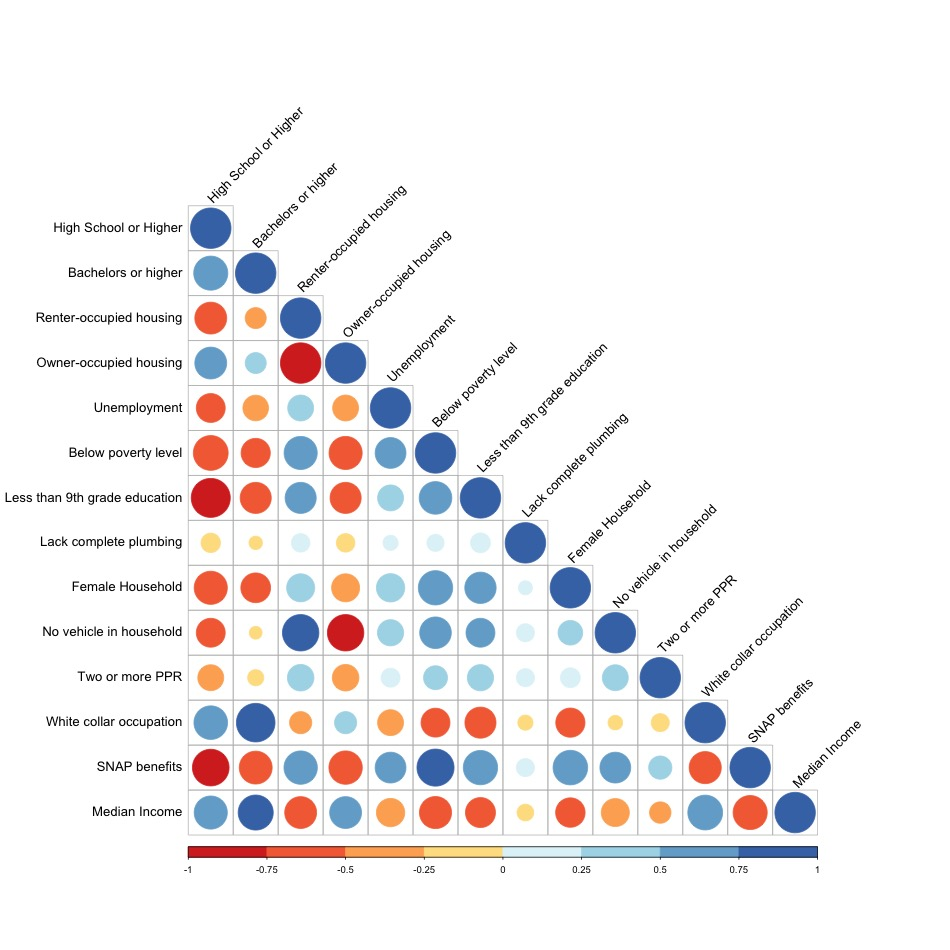 High School or Higher
Bachelors or higher
Renter-occupied housing
Owner-occupied housing
Unemployment
Below poverty level
Less than 9th grade education
Lack complete plumbing
Female Household
No vehicle in household
Two or more PPR
White collar occupation
SNAP benefits
Median Income
High School or Higher
Bachelors or higher
Renter-occupied housing
Owner-occupied housing
Unemployment
Below poverty level
Less than 9th grade education
Lack complete plumbing
Female Household
No vehicle in household
Two or more PPR
White collar occupation
SNAP benefits
Median Income
-1 -0.75 -0.5 -0.25 0 0.25 0.5 0.75 1